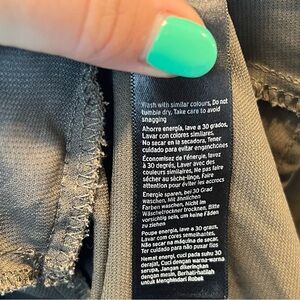 Wash with similar colours, Do not
tumble dry, Take care to avoid
snagging
Ahorre energía, lave a 30 grados,
Lavar con colores similares.
No secar en la secadora, Tener
cuidado para evitar enganchones
Économisez de l'énergie, lavez
à 30 degrés, Laver avec des
couleurs similaires, Ne pas faire
sécher au sèche-linge, Faire
attention pour éviter les accrocs
Energie sparen, bei 30 Grad
waschen, Mit ähnlichen
Farben waschen, Nicht im
Wäschetrockner trocknen, Bitte
vorsichtig sein, um keine Fäden
zu ziehen
Poupe energia, lave a 30 graus.
Lavar com cores semelhantes.
Não secar na máquina de secar.
Ter cuidado para não repuxar
Hemat energi, cuci pada suhu 30
derajat, Cuci dengan warna-warna
serupa, Jangan dikeringkan
dengan mesin, Berhati-hatilah
untuk Menghindari Robek